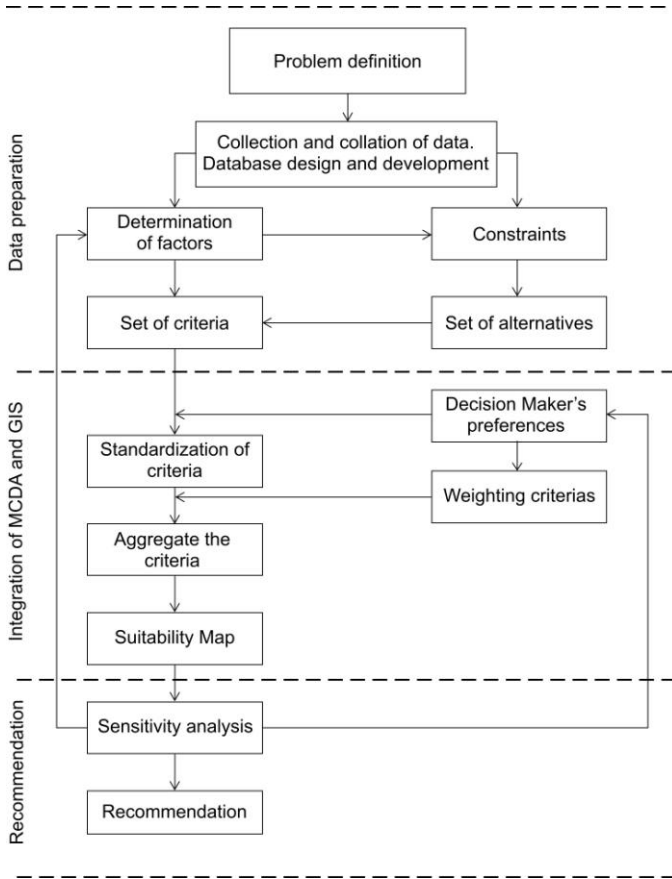 Problem definition
Collection and collation of data.
Database design and development
Data preparation
Determination
of factors
Constraints
Set of criteria
Set of alternatives
Integration of MCDA and GIS
Decision Maker’s
preferences
Standardization of
criteria
Weighting criterias
Aggregate the
criteria
Suitability Map
Recommendation
Sensitivity analysis
Recommendation